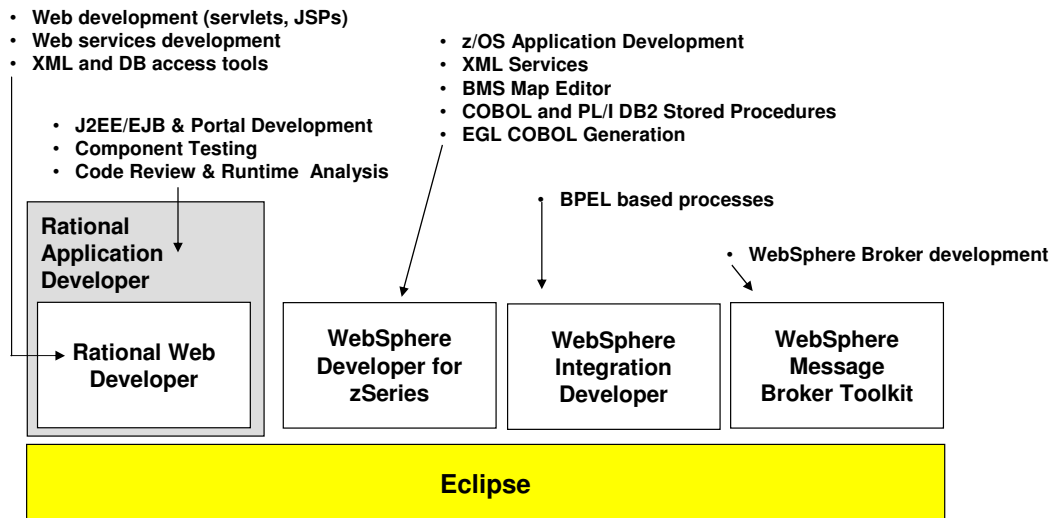 • Web development (servlets, JSPs)
• Web services development
• XML and DB access tools
• z/OS Application Development
• XML Services
• BMS Map Editor
• COBOL and PL/I DB2 Stored Procedures
• EGL COBOL Generation
• J2EE/EJB & Portal Development
• Component Testing
• Code Review & Runtime Analysis
• BPEL based processes
• WebSphere Broker development
Rational
Application
Developer
Rational Web
Developer
WebSphere
Developer for
zSeries
WebSphere
Integration
Developer
WebSphere
Message
Broker Toolkit
Eclipse